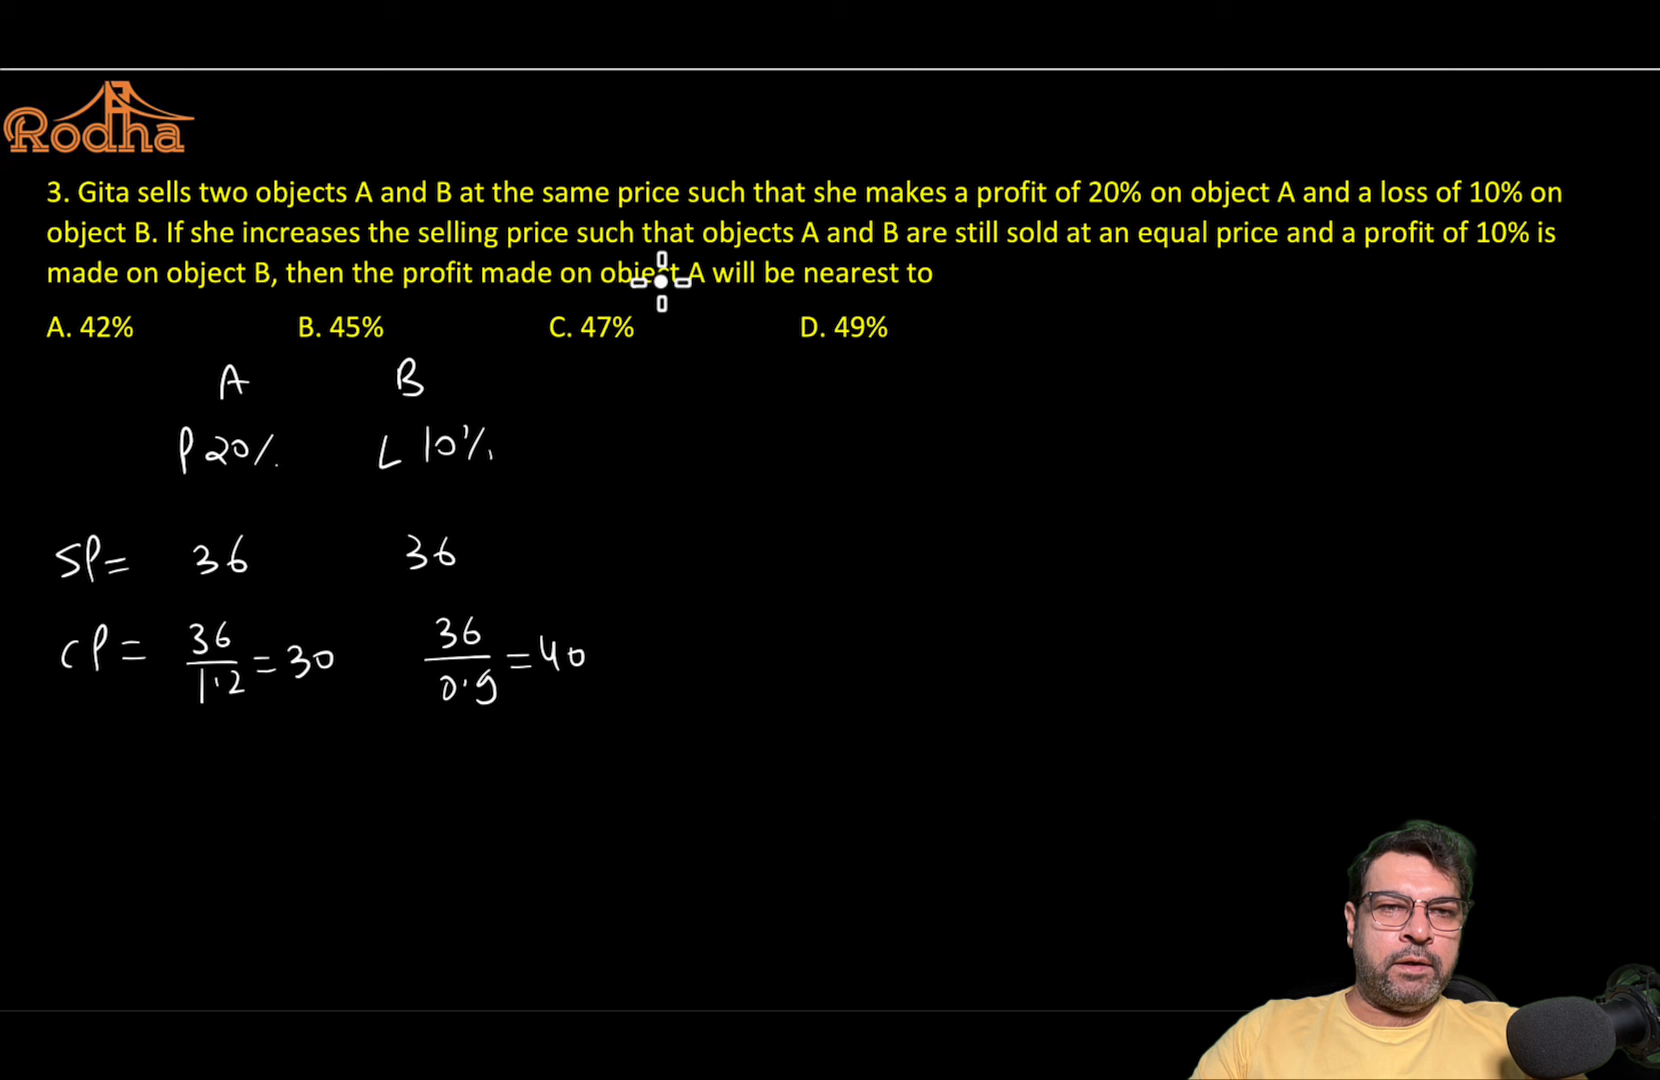 Rodha
3. Gita sells two objects A and B at the same price such that she makes a profit of 20% on object A and a loss of 10% on
object B. If she increases the selling price such that objects A and B are still sold at an equal price and a profit of 10% is
made on object B, then the profit made on object A will be nearest to
A. 42% B. 45% C. 47% D. 49%
A B
P 20% L 10%
SP= 36 36
CP= 36/1.2 = 30 36/0.9 = 40